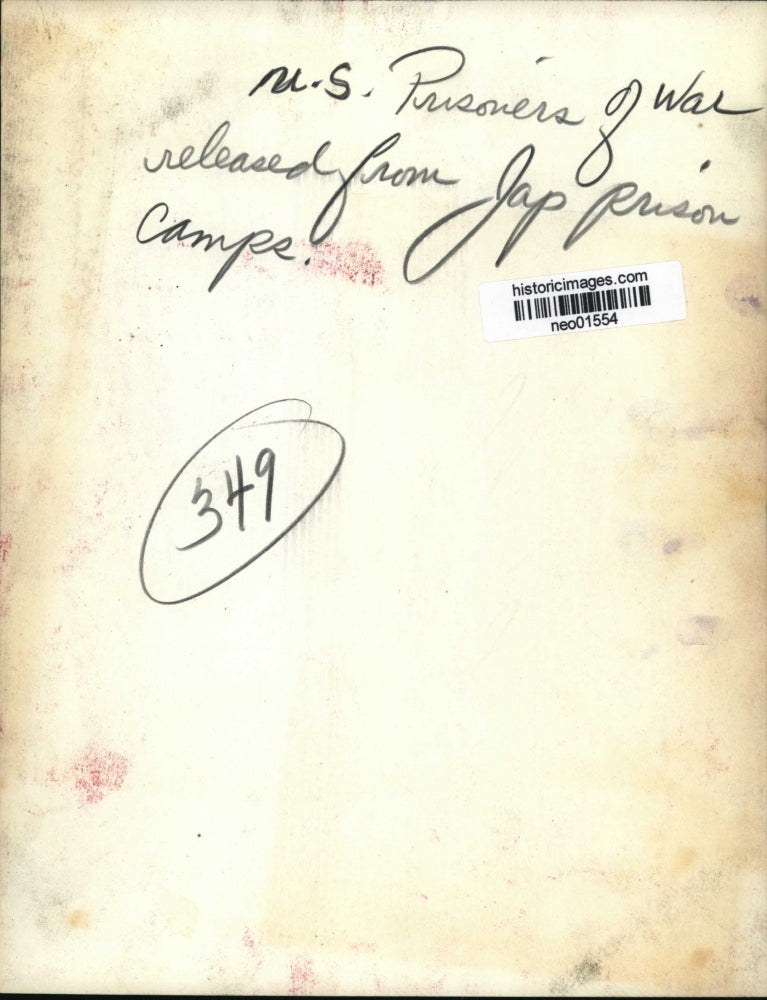 U.S. Prisoners of War
released from Jap prison
Camps.
historicimages.com
neo01554
349